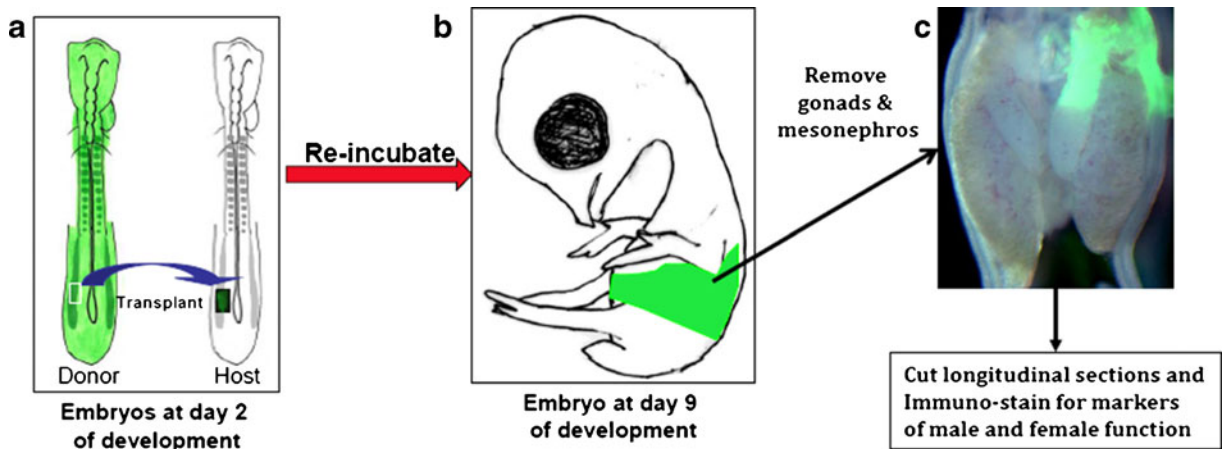 a
Transplant
Donor
Host
Embryos at day 2
of development
Re-incubate
b
Embryo at day 9
of development
Remove
gonads &
mesonephros
c
Cut longitudinal sections and
Immuno-stain for markers
of male and female function